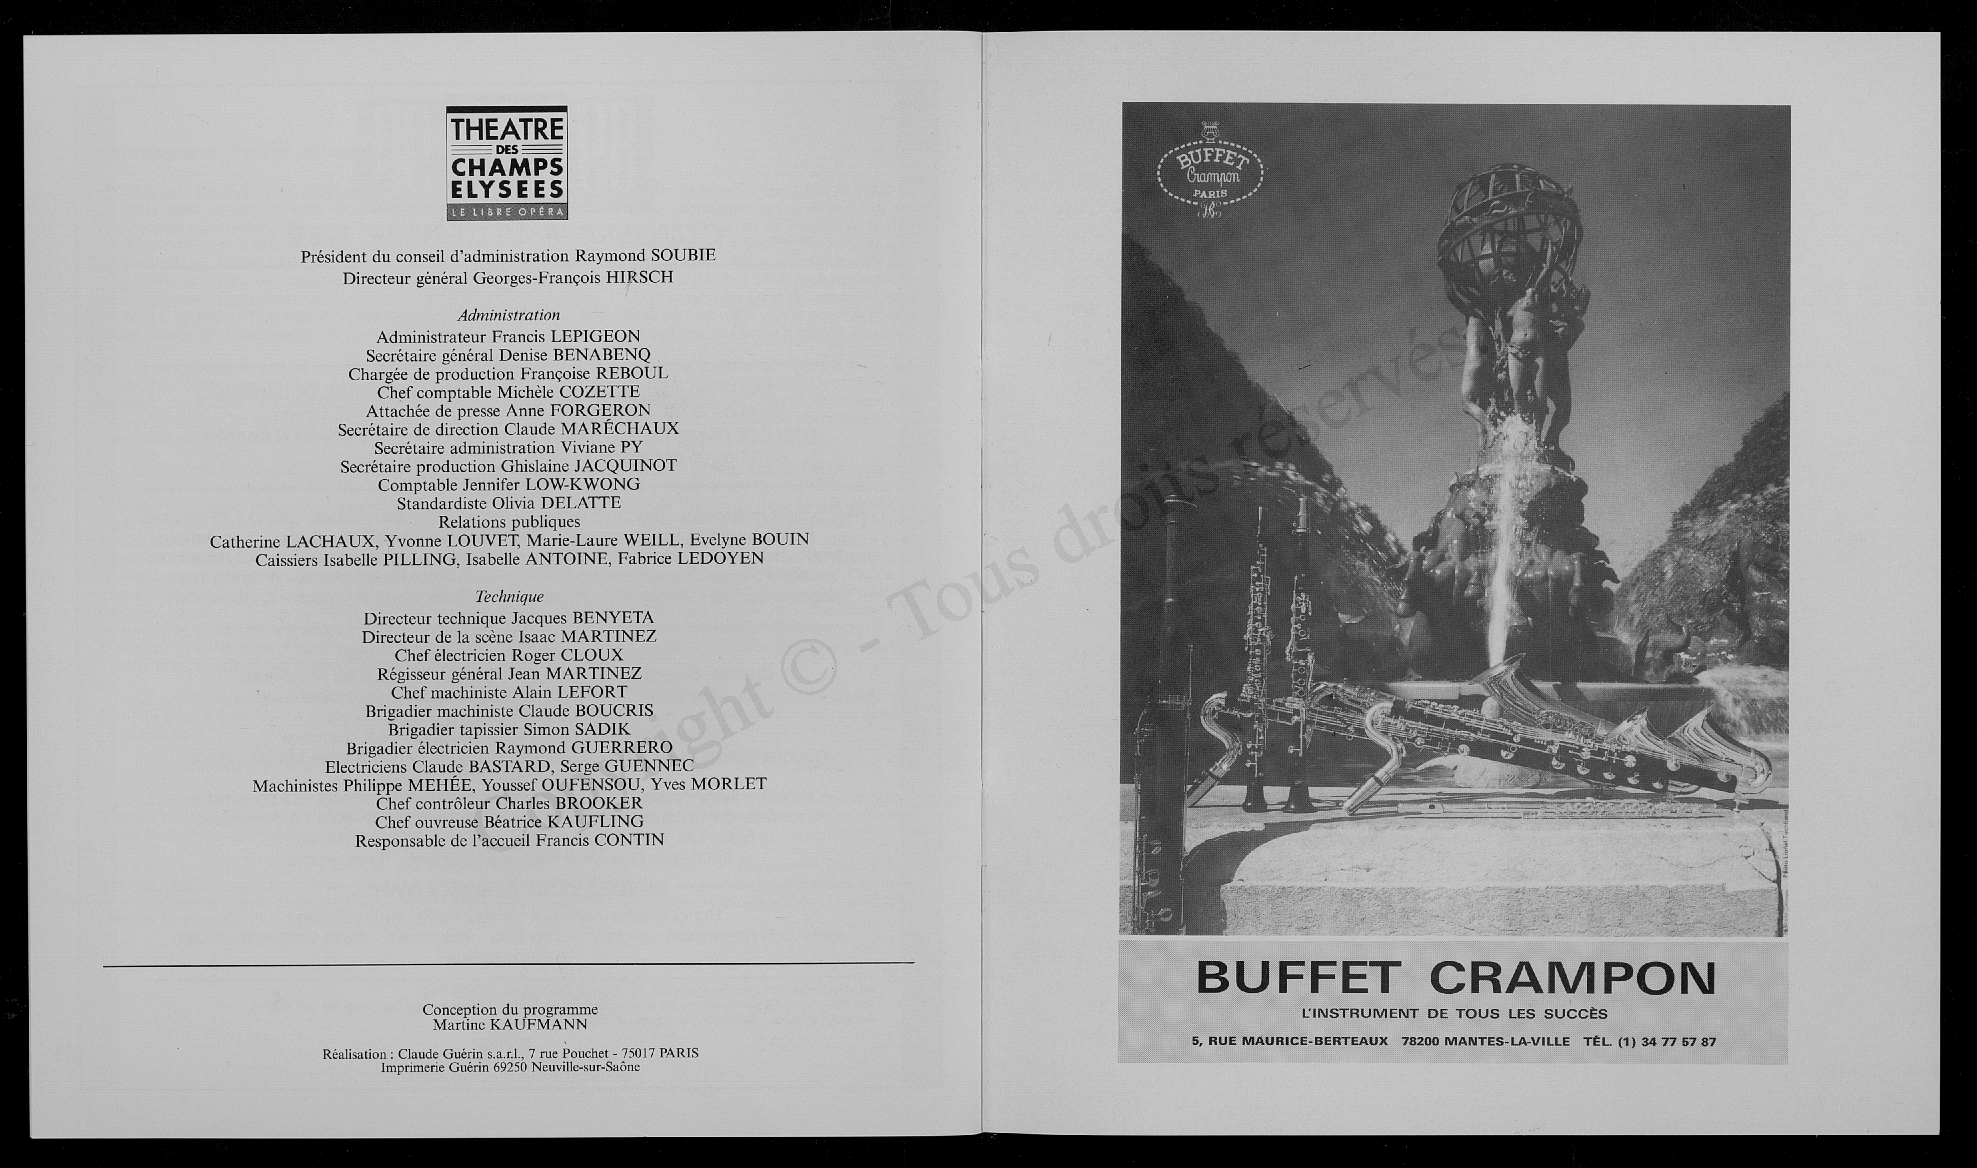 THEATRE
DES
CHAMPS
ELYSEES
LE LIBRE OPÉRA
Président du conseil d'administration Raymond SOUBIE
Directeur général Georges-François HIRSCH
Administration
Administrateur Francis LEPIGEON
Secrétaire général Denise BENABENQ
Chargée de production Françoise REBOUL
Chef comptable Michèle COZETTE
Attachée de presse Anne FORGERON
Secrétaire de direction Claude MARÉCHAUX
Secrétaire administration Viviane PY
Secrétaire production Ghislaine JACQUINOT
Comptable Jennifer LOW-KWONG
Standardiste Olivia DELATTE
Relations publiques
Catherine LACHAUX, Yvonne LOUVET, Marie-Laure WEILL, Evelyne BOUIN
Caissiers Isabelle PILLING, Isabelle ANTOINE, Fabrice LEDOYEN
Technique
Directeur technique Jacques BENYETA
Directeur de la scène Isaac MARTINEZ
Chef électricien Roger CLOUX
Régisseur général Jean MARTINEZ
Chef machiniste Alain LEFORT
Brigadier machiniste Claude BOUCRIS
Brigadier tapissier Simon SADIK
Brigadier électricien Raymond GUERRERO
Electriciens Claude BASTARD, Serge GUENNEC
Machinistes Philippe MEHÉE, Youssef OUFENSOU, Yves MORLET
Chef contrôleur Charles BROOKER
Chef ouvreuse Béatrice KAUFLING
Responsable de l'accueil Francis CONTIN
Conception du programme
Martine KAUFMANN
Réalisation : Claude Guérin s.a.r.l., 7 rue Pouchet - 75017 PARIS
Imprimerie Guérin 69250 Neuville-sur-Saône
Copyright © - Tous droits réservés
BUFFET
Crampon
PARIS
BUFFET CRAMPON
L'INSTRUMENT DE TOUS LES SUCCÈS
5, RUE MAURICE-BERTEAUX 78200 MANTES-LA-VILLE TÉL. (1) 34 77 57 87